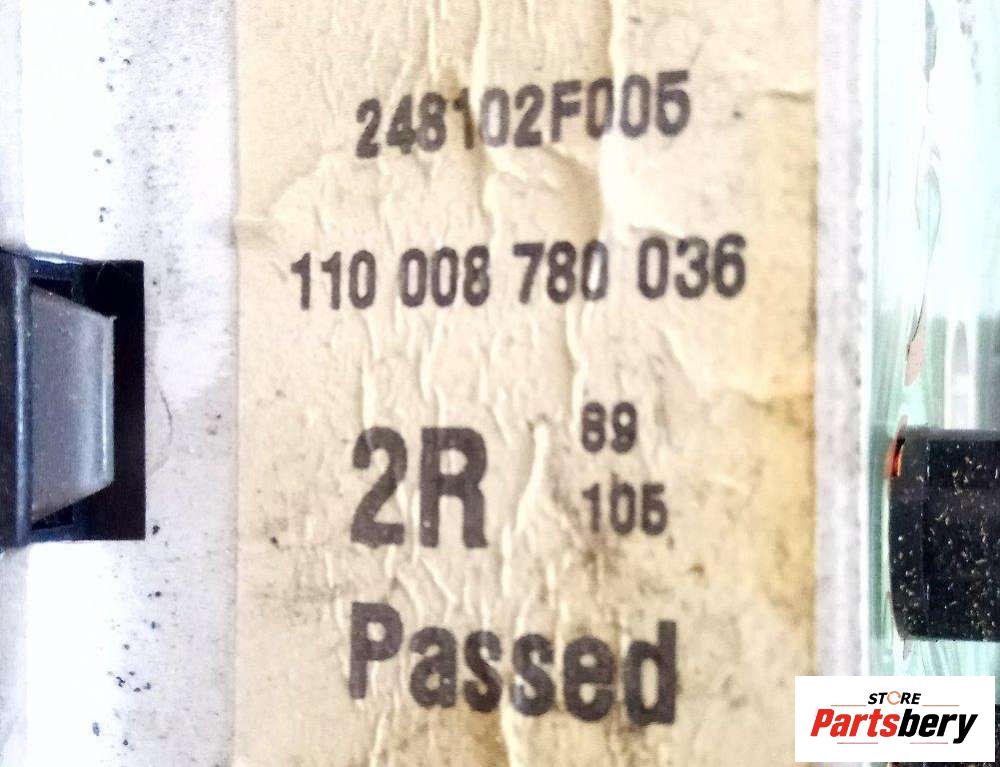 248102F005
110 008 780 036
2R
89
105
Passed
STORE
Partsbery